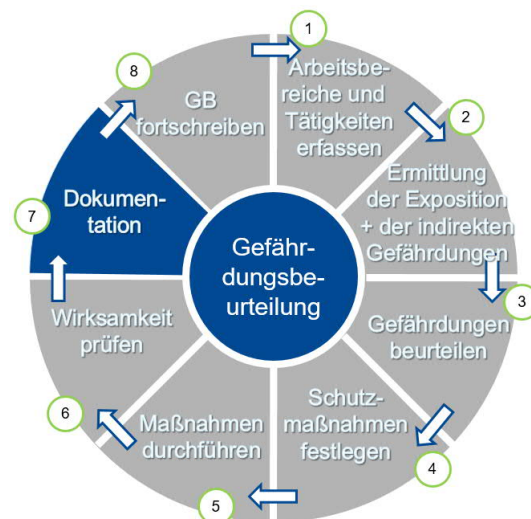 1
Arbeitsbe-
reiche und
Tätigkeiten
erfassen
2
Ermittlung
der Exposition
+ der indirekten
Gefährdungen
3
Gefährdungen
beurteilen
4
Schutz-
maßnahmen
festlegen
5
Maßnahmen
durchführen
6
Wirksamkeit
prüfen
7
Dokumen-
tation
8
GB
fortschreiben
Gefähr-
dungsbe-
urteilung